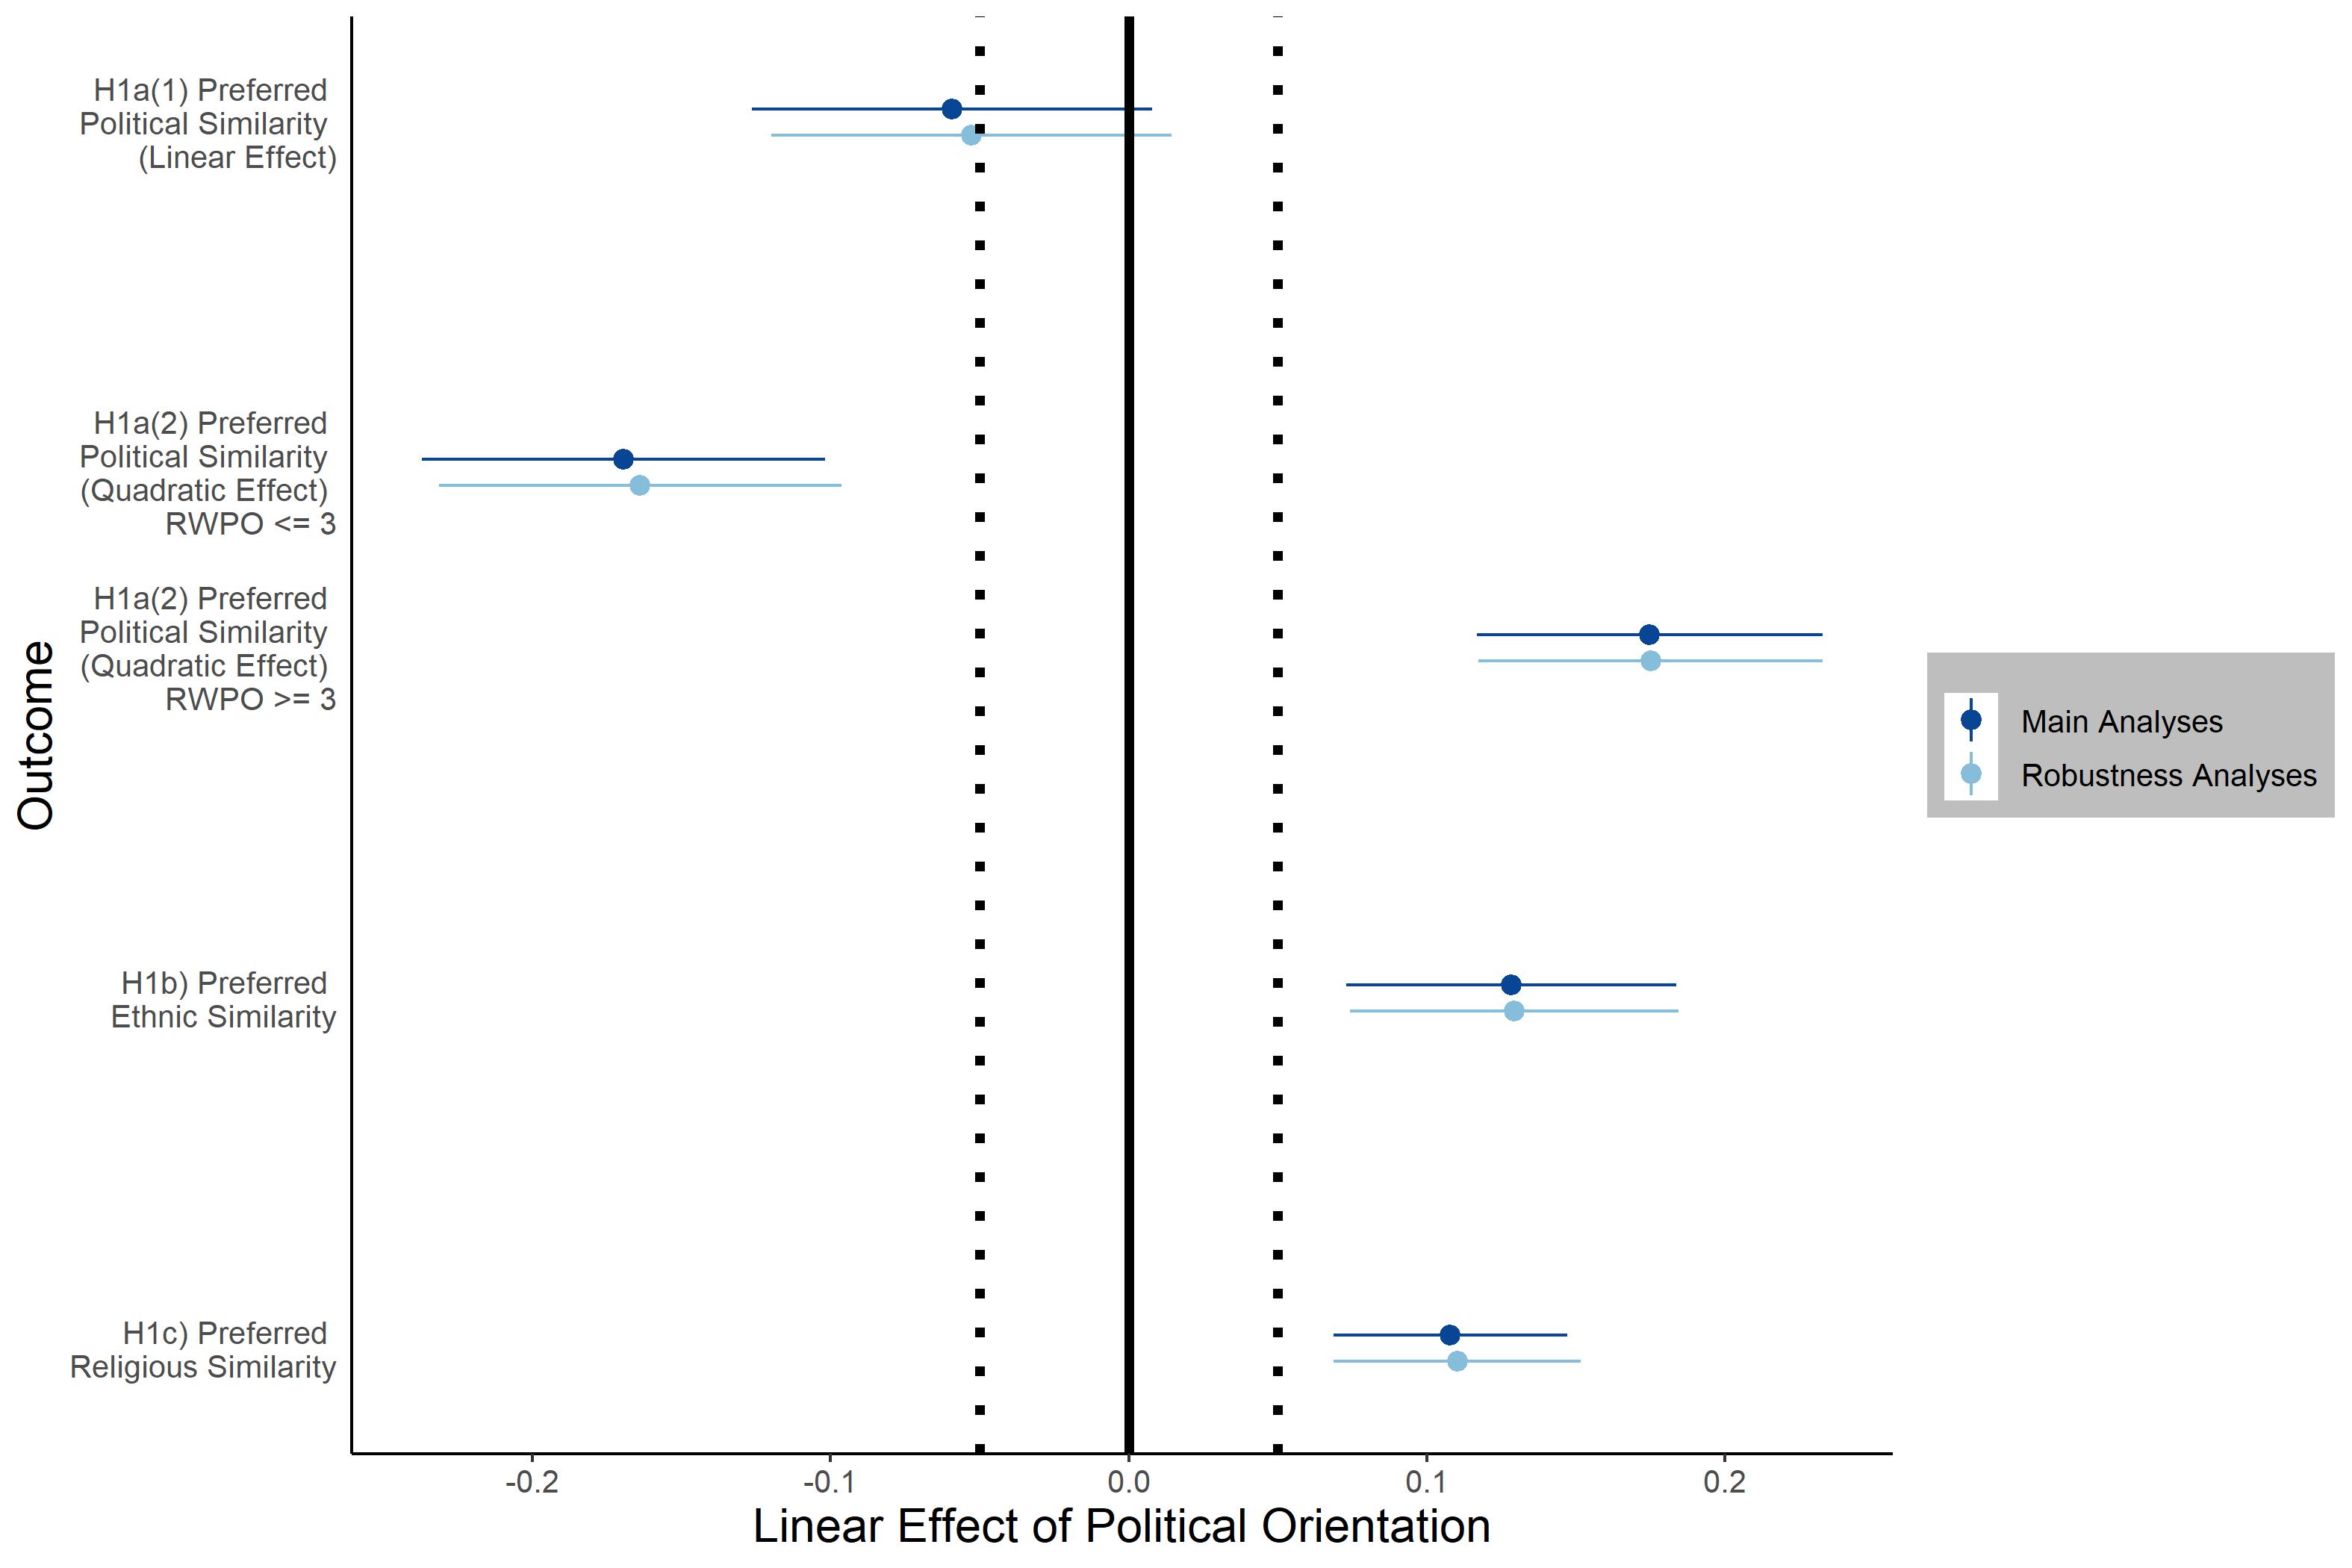 H1a(1) Preferred
Political Similarity
(Linear Effect)
H1a(2) Preferred
Political Similarity
(Quadratic Effect)
RWPO <= 3
H1a(2) Preferred
Political Similarity
(Quadratic Effect)
RWPO >= 3
H1b) Preferred
Ethnic Similarity
H1c) Preferred
Religious Similarity
Outcome
-0.2 -0.1 0.0 0.1 0.2
Linear Effect of Political Orientation
Main Analyses
Robustness Analyses